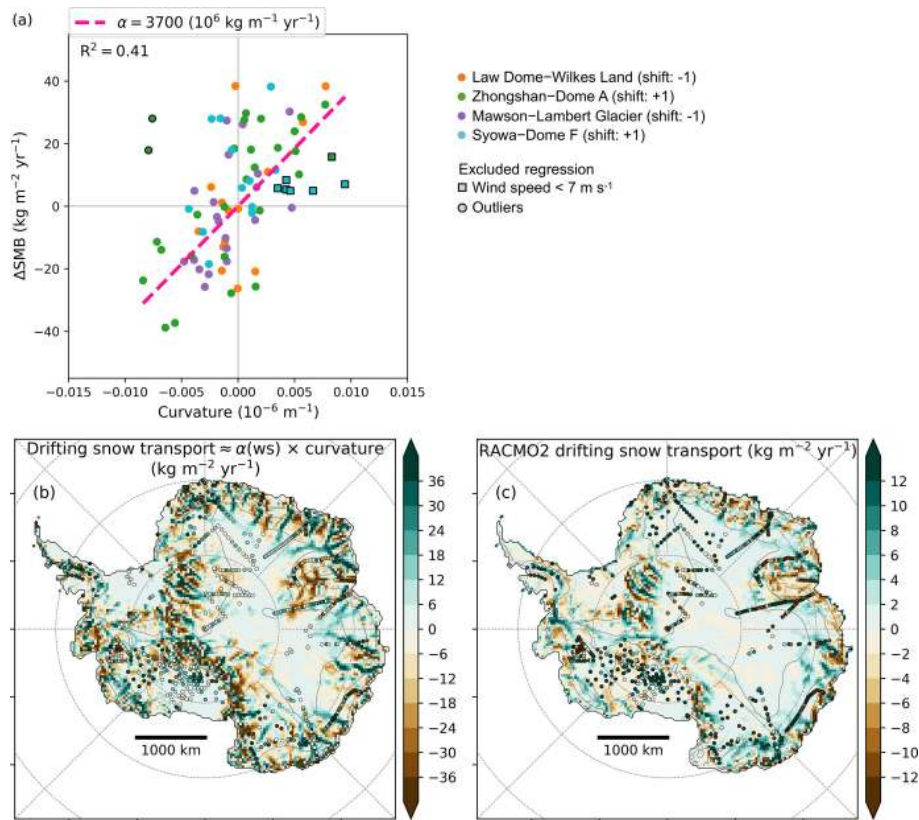 (a)
α = 3700 (10⁶ kg m⁻¹ yr⁻¹)
R² = 0.41
ΔSMB (kg m⁻² yr⁻¹)
40
20
0
−20
−40
−0.015
−0.010
−0.005
0.000
0.005
0.010
0.015
Curvature (10⁻⁶ m⁻¹)
Law Dome−Wilkes Land (shift: -1)
Zhongshan−Dome A (shift: +1)
Mawson−Lambert Glacier (shift: -1)
Syowa−Dome F (shift: +1)
Excluded regression
Wind speed < 7 m s⁻¹
Outliers
Drifting snow transport ≈ α(ws) × curvature
(kg m⁻² yr⁻¹)
(b)
1000 km
36
30
24
18
12
6
0
−6
−12
−18
−24
−30
−36
RACMO2 drifting snow transport (kg m⁻² yr⁻¹)
(c)
1000 km
12
10
8
6
4
2
0
−2
−4
−6
−8
−10
−12